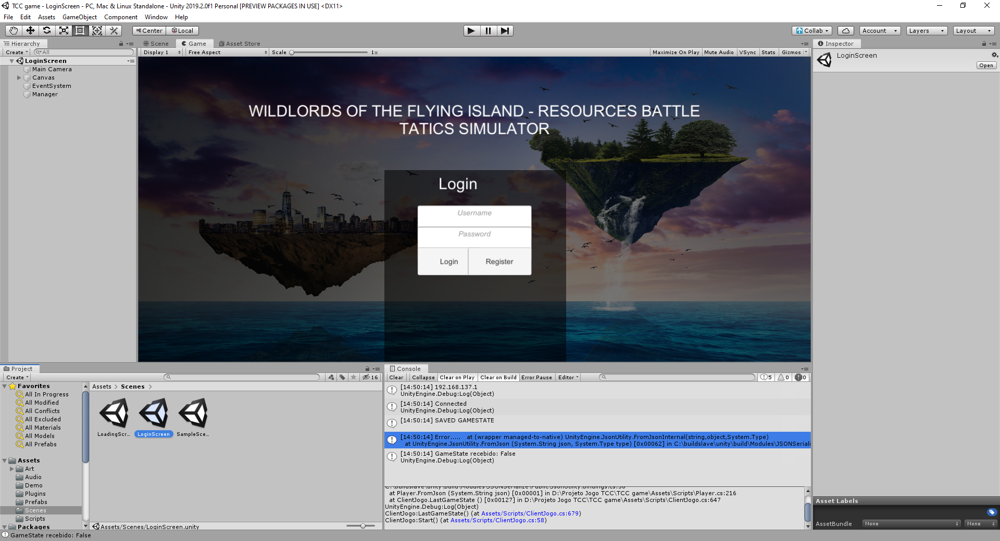 TCC game - LoginScreen - PC, Mac & Linux Standalone - Unity 2019.2.0f1 Personal [PREVIEW PACKAGES IN USE] <DX11>
File Edit Assets GameObject Component Window Help
Center Local
Collab Account Layers Layout
Hierarchy
Scene Game Asset Store
Inspector
Create All
Display 1 Free Aspect Scale 1x Maximize On Play Mute Audio VSync Stats Gizmos
LoginScreen
Open
LoginScreen
Main Camera
Canvas
EventSystem
Manager
WILDLORDS OF THE FLYING ISLAND - RESOURCES BATTLE
TATICS SIMULATOR
Login
Username
Password
Login Register
Project
Create 16
Favorites
All In Progress
All Modified
All Conflicts
All Excluded
All Materials
All Models
All Prefabs
Assets
Art
Audio
Demo
Plugins
Prefabs
Scenes
Scripts
Packages
Assets > Scenes >
LoadingScr... LoginScreen SampleSce...
Assets/Scenes/LoginScreen.unity
Console
Clear Collapse Clear on Play Clear on Build Error Pause Editor 5 0 0
[14:50:14] 192.168.137.1
UnityEngine.Debug:Log(Object)
[14:50:14] Connected
UnityEngine.Debug:Log(Object)
[14:50:14] SAVED GAMESTATE
[14:50:14] Error..... at (wrapper managed-to-native) UnityEngine.JsonUtility.FromJsonInternal(string,object,System.Type)
at UnityEngine.JsonUtility.FromJson (System.String json, System.Type type) [0x00062] in C:\buildslave\unity\build\Modules\JSONSeriali
[14:50:14] GameState recebido: False
UnityEngine.Debug:Log(Object)
C:\buildslave\unity\build\Modules\JSONSerialize\Public\JsonUtility.bindings.cs:50
at Player.FromJson (System.String json) [0x00001] in D:\Projeto Jogo TCC\TCC game\Assets\Scripts\Player.cs:216
at ClientJogo.LastGameState () [0x00127] in D:\Projeto Jogo TCC\TCC game\Assets\Scripts\ClientJogo.cs:647
UnityEngine.Debug:Log(Object)
ClientJogo:LastGameState() (at Assets/Scripts/ClientJogo.cs:679)
ClientJogo:Start() (at Assets/Scripts/ClientJogo.cs:58)
Asset Labels
AssetBundle None None
GameState recebido: False